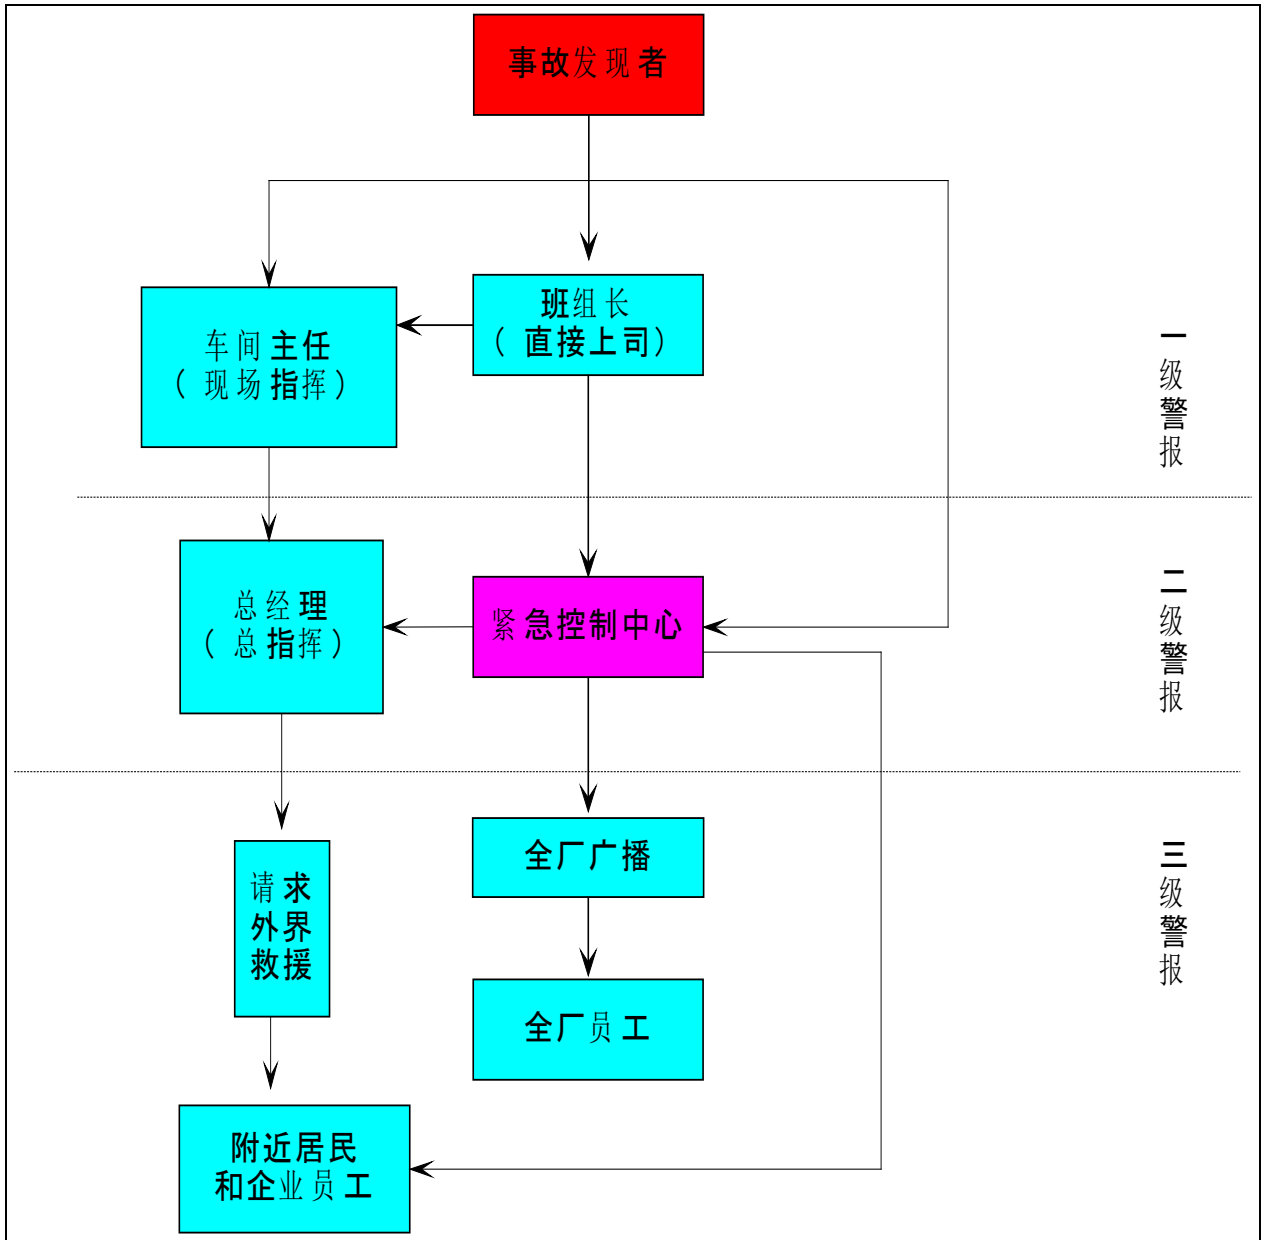 事故发现者
班组长
（直接上司）
车间主任
（现场指挥）
一级警报
总经理
（总指挥）
紧急控制中心
二级警报
全厂广播
请求
外界
救援
三级警报
全厂员工
附近居民
和企业员工